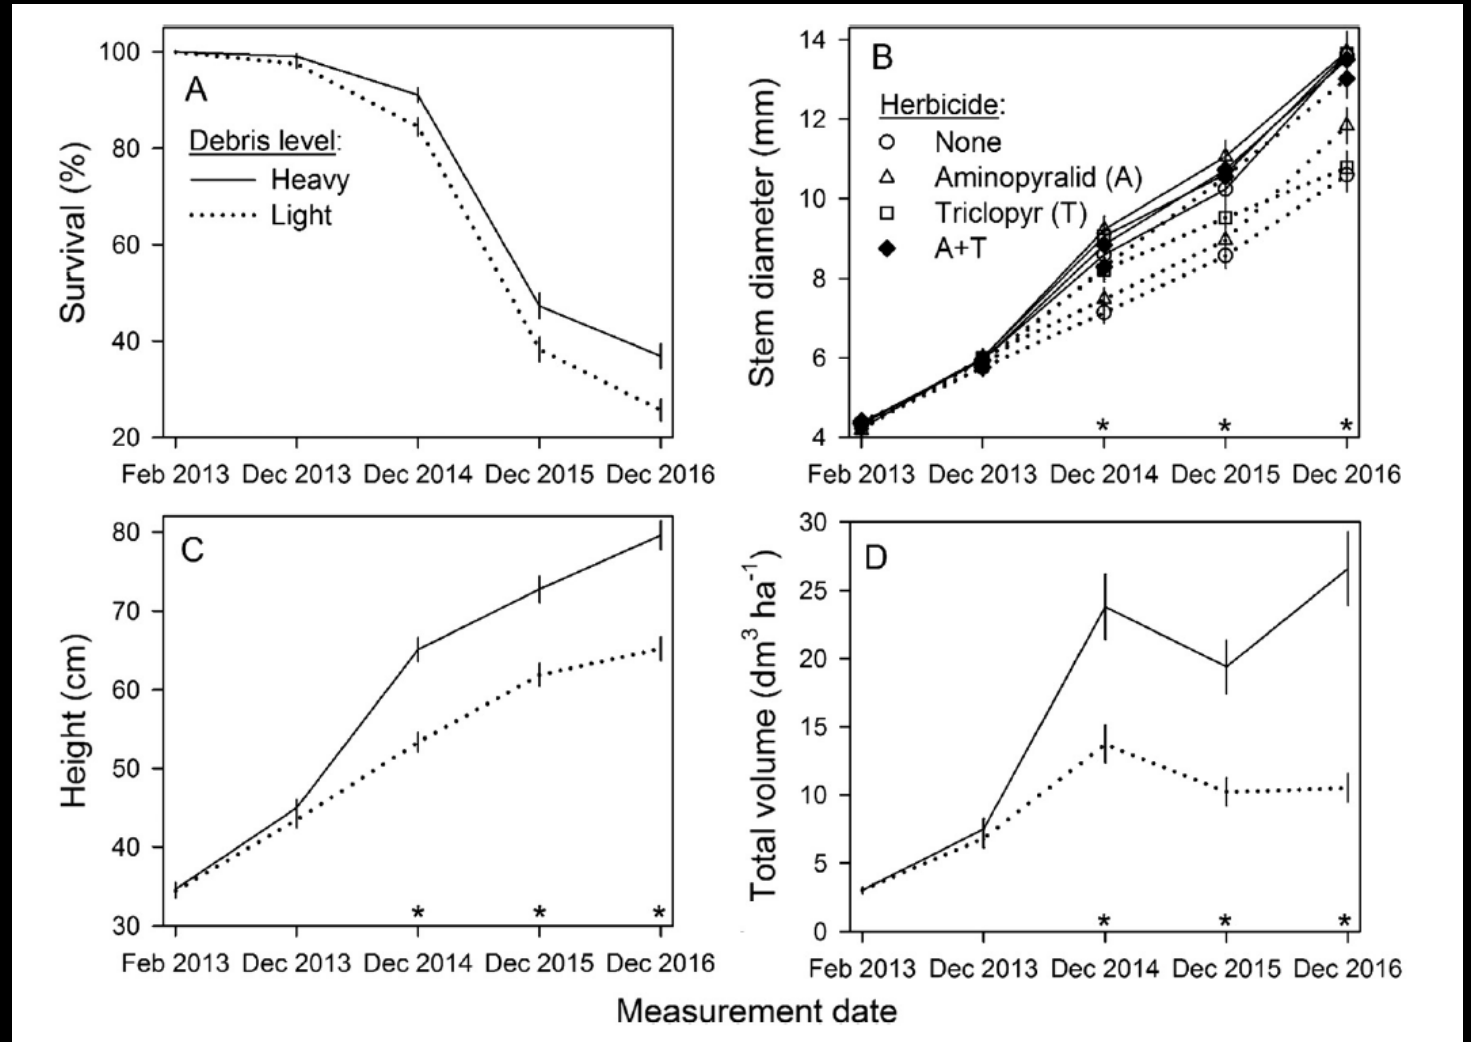 A
Debris level:
Heavy
Light
Survival (%)
100
80
60
40
20
Feb 2013 Dec 2013 Dec 2014 Dec 2015 Dec 2016
B
Herbicide:
None
Aminopyralid (A)
Triclopyr (T)
A+T
Stem diameter (mm)
14
12
10
8
6
4
* * *
Feb 2013 Dec 2013 Dec 2014 Dec 2015 Dec 2016
C
Height (cm)
80
70
60
50
40
30
* * *
Feb 2013 Dec 2013 Dec 2014 Dec 2015 Dec 2016
D
Total volume (dm³ ha⁻¹)
30
25
20
15
10
5
0
* * *
Feb 2013 Dec 2013 Dec 2014 Dec 2015 Dec 2016
Measurement date